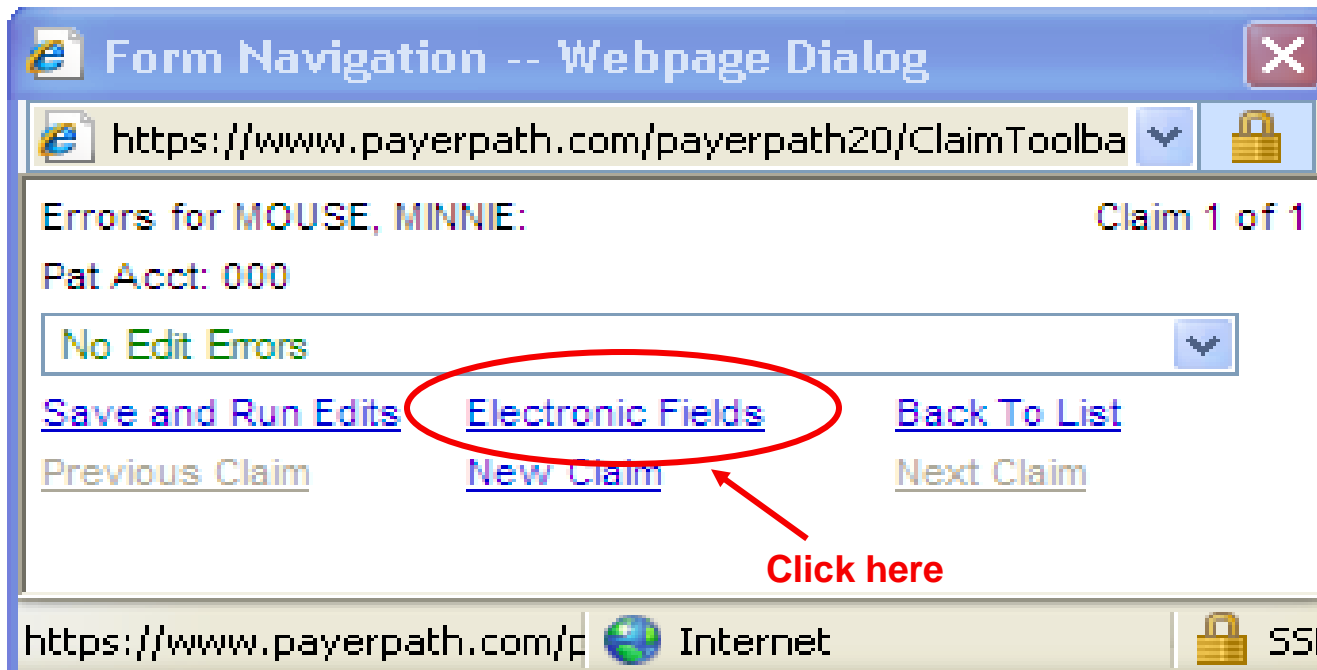 Form Navigation -- Webpage Dialog
https://www.payerpath.com/payerpath20/ClaimToolba
Errors for MOUSE, MINNIE: Claim 1 of 1
Pat Acct: 000
No Edit Errors
Save and Run Edits Electronic Fields Back To List
Previous Claim New Claim Next Claim
Click here
https://www.payerpath.com/p Internet SSL